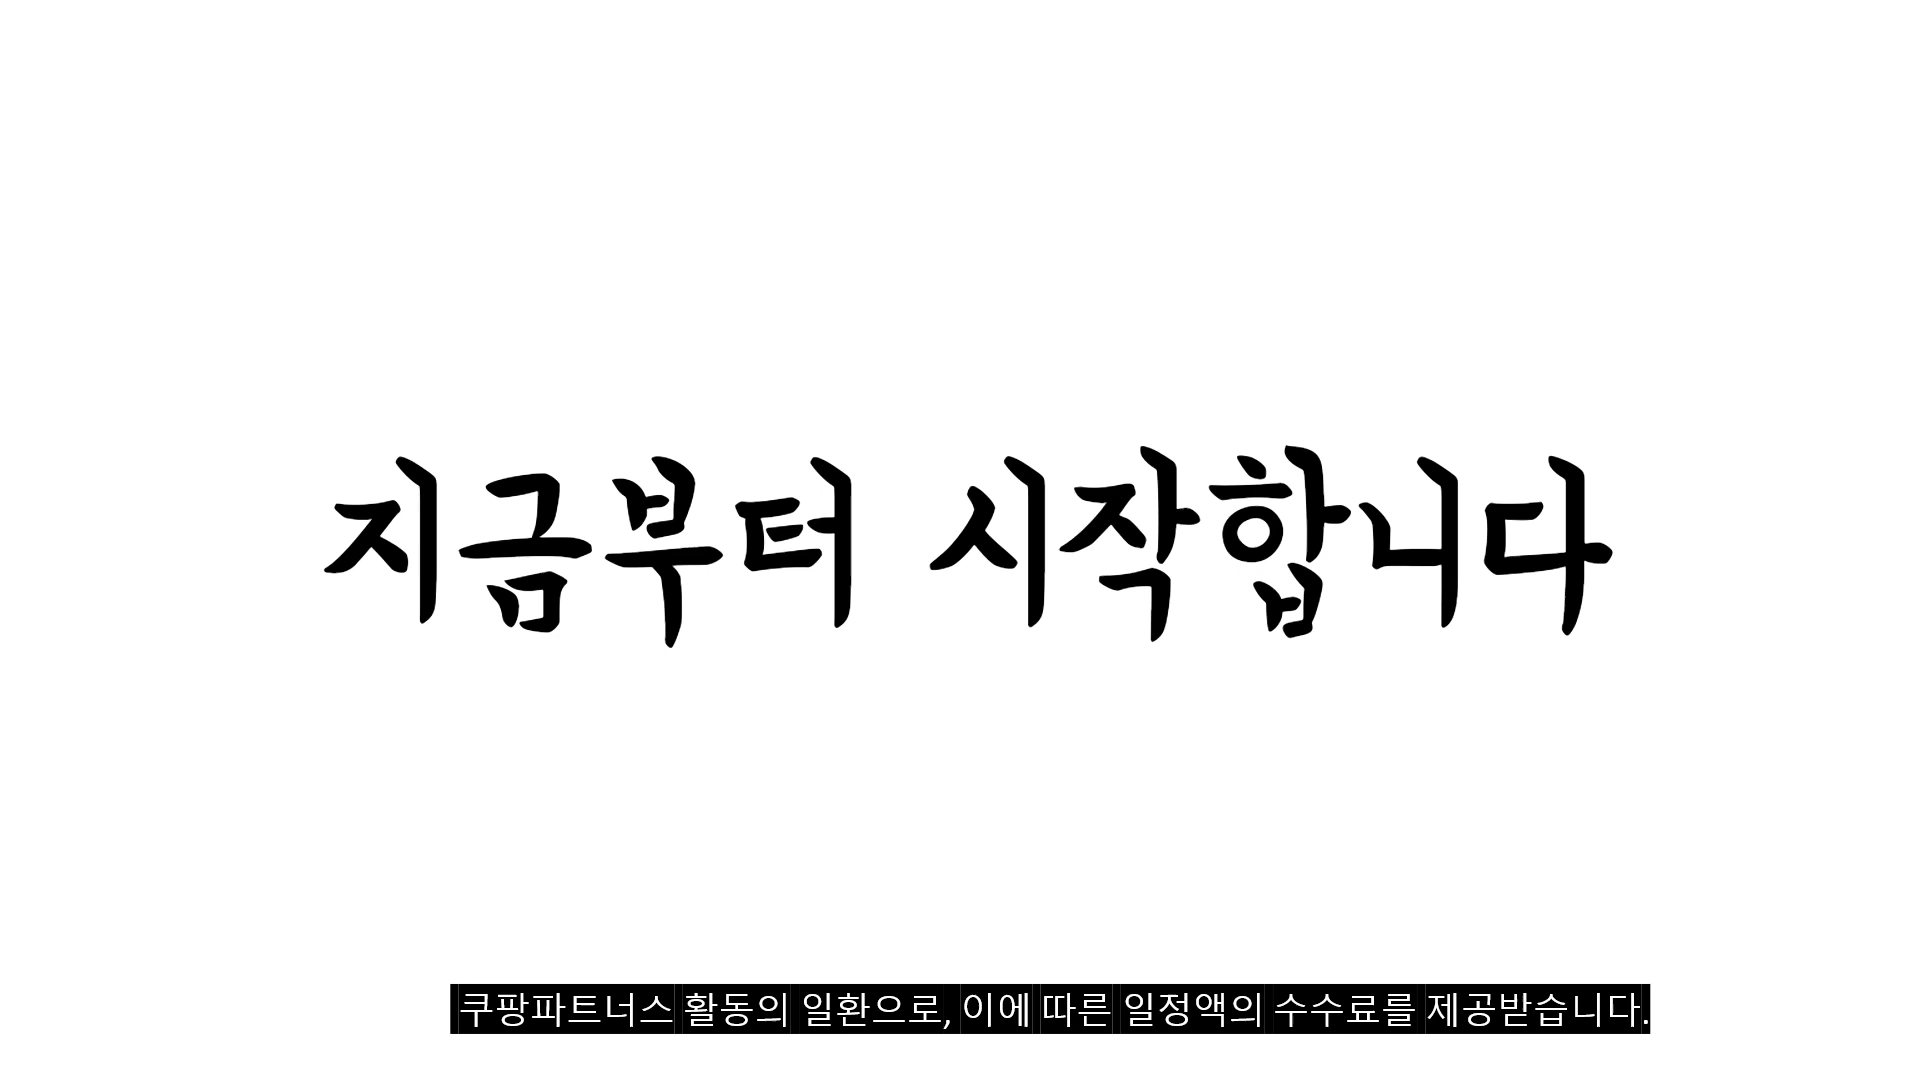 지금부터 시작합니다
쿠팡파트너스 활동의 일환으로, 이에 따른 일정액의 수수료를 제공받습니다.